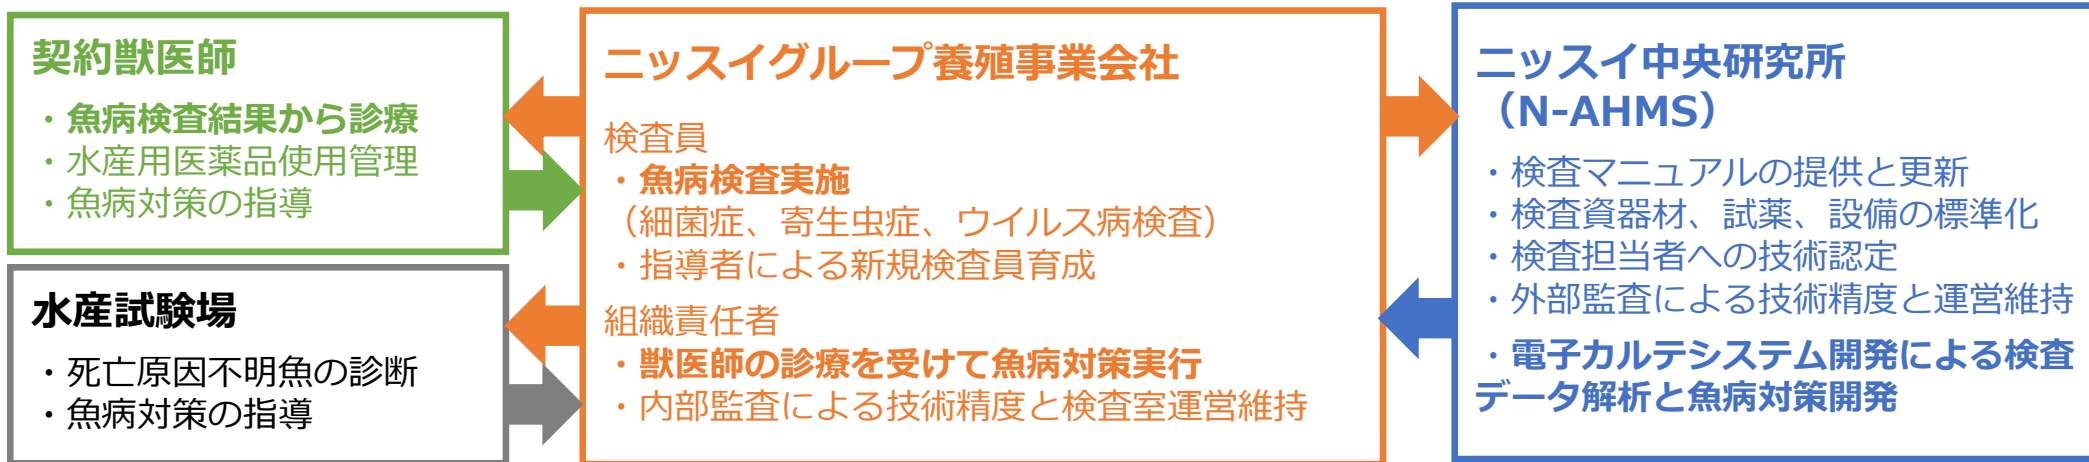 契約獣医師
・魚病検査結果から診療
・水産用医薬品使用管理
・魚病対策の指導
水産試験場
・死亡原因不明魚の診断
・魚病対策の指導
ニッスイグループ養殖事業会社
検査員
・魚病検査実施
（細菌症、寄生虫症、ウイルス病検査）
・指導者による新規検査員育成
組織責任者
・獣医師の診療を受けて魚病対策実行
・内部監査による技術精度と検査室運営維持
ニッスイ中央研究所
（N-AHMS）
・検査マニュアルの提供と更新
・検査資器材、試薬、設備の標準化
・検査担当者への技術認定
・外部監査による技術精度と運営維持
・電子カルテシステム開発による検査
データ解析と魚病対策開発